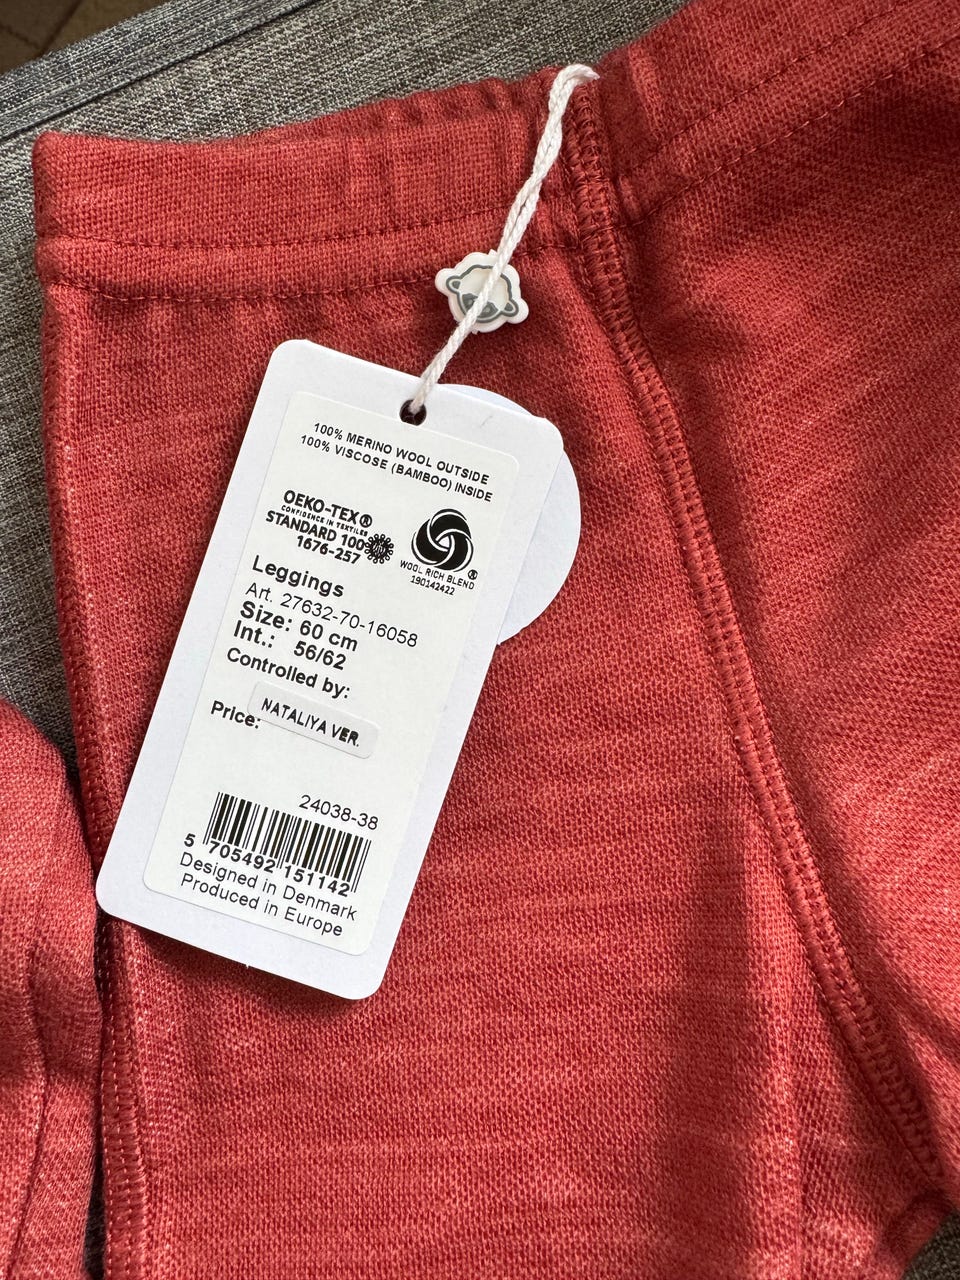 100% MERINO WOOL OUTSIDE
100% VISCOSE (BAMBOO) INSIDE
OEKO-TEX®
CONFIDENCE IN TEXTILES
STANDARD 100
1676-257
WOOL RICH BLEND ®
190142422
Leggings
Art. 27632-70-16058
Size: 60 cm
Int.: 56/62
Controlled by:
NATALIYA VER.
Price:
24038-38
5 705492 151142
Designed in Denmark
Produced in Europe